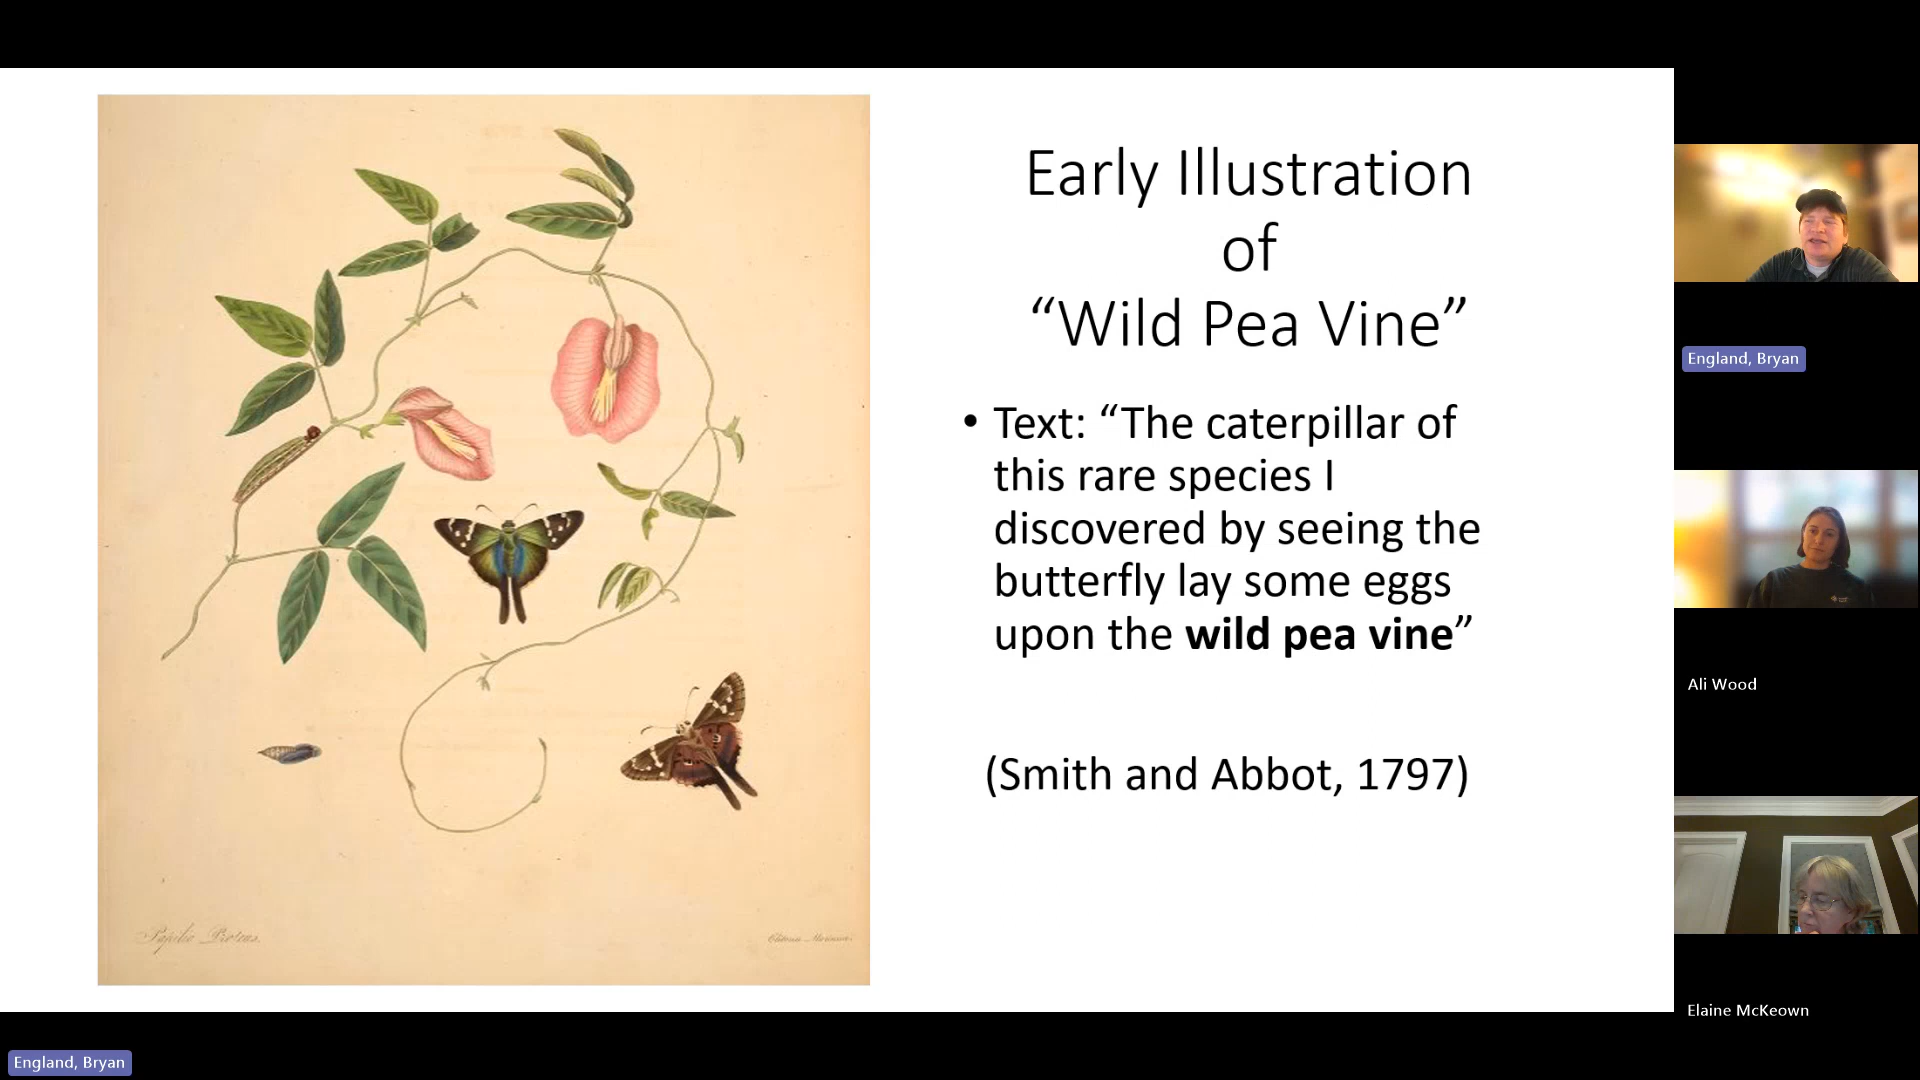 Early Illustration
of
“Wild Pea Vine”
• Text: “The caterpillar of
this rare species I
discovered by seeing the
butterfly lay some eggs
upon the wild pea vine”
(Smith and Abbot, 1797)
Papilio Proteus.
England, Bryan
Ali Wood
Elaine McKeown
England, Bryan